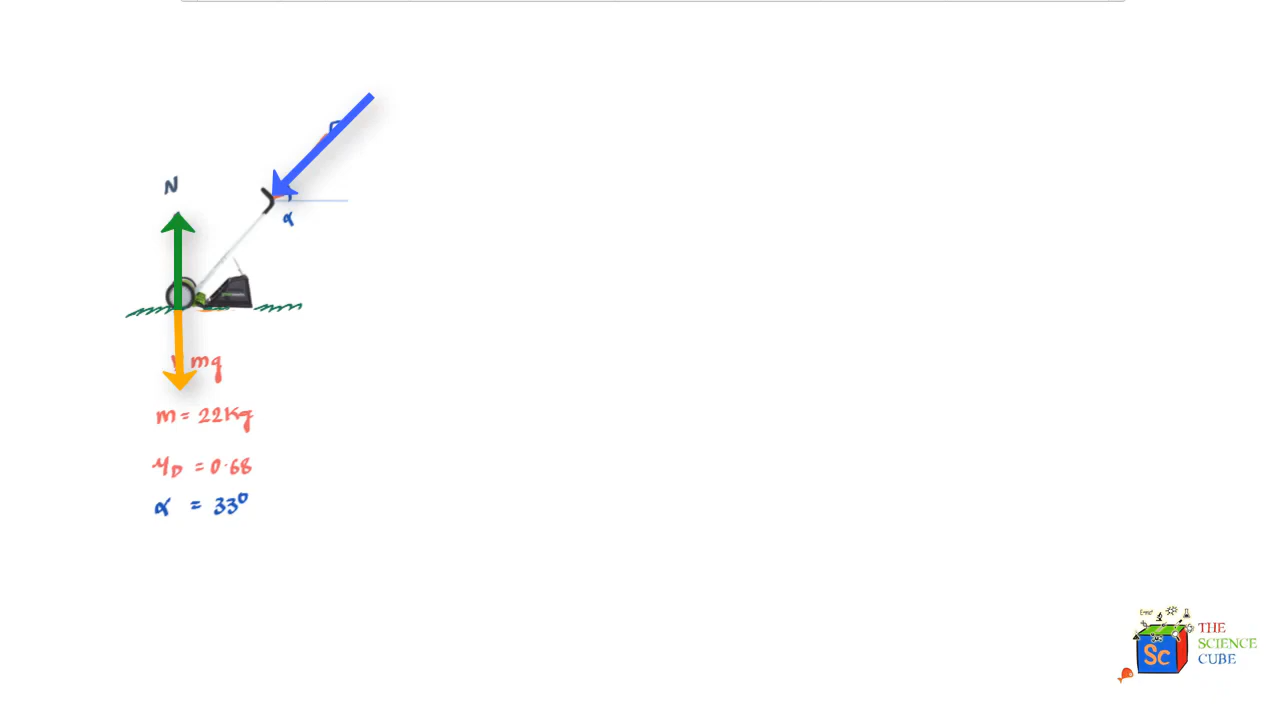 N
α
mg
m = 22Kg
μD = 0.68
α = 33°
Sc
THE
SCIENCE
CUBE